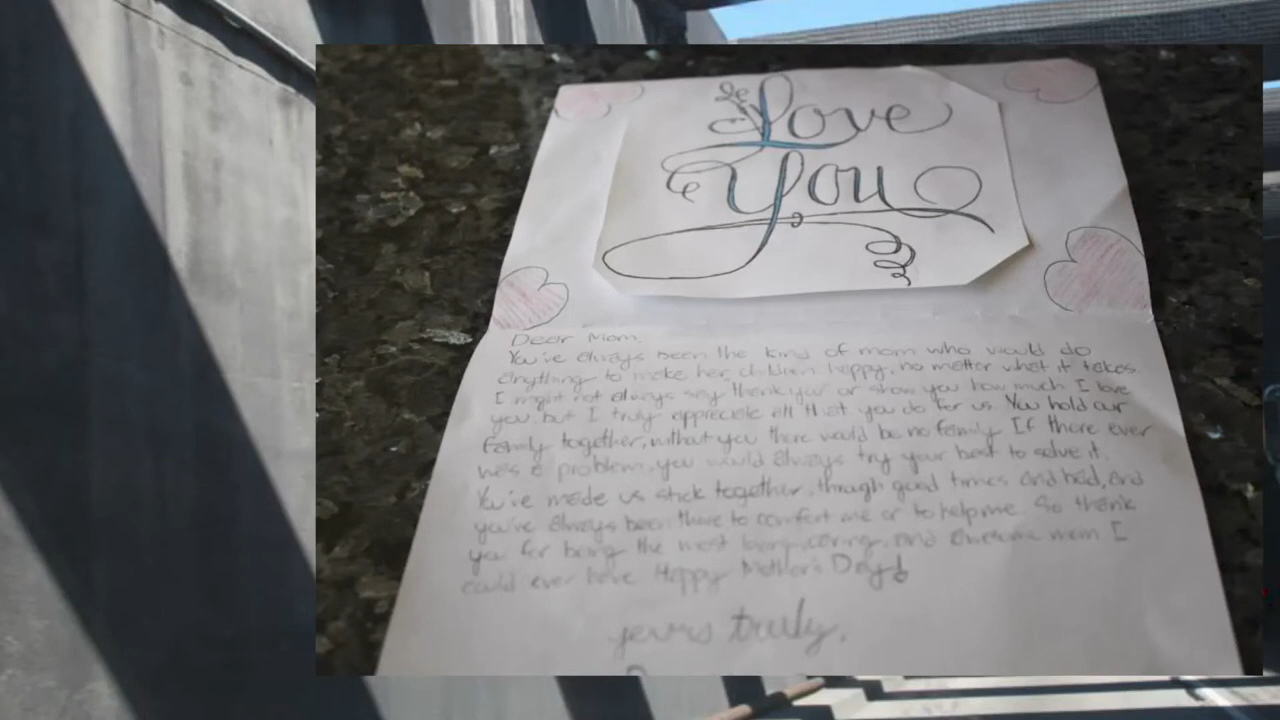 Love
You
Dear Mom,
You've always been the kind of mom who would do
anything to make her children happy, no matter what it takes.
I might not always say thank you or show you how much I love
you, but I truly appreciate all that you do for us. You hold our
family together, without you there would be no family. If there ever
was a problem, you would always try your best to solve it.
You've made us stick together, through good times and bad, and
you've always been there to comfort me or to help me. So thank
you for being the most loving, caring, and awesome mom I
could ever have. Happy Mother's Day!
yours truly,